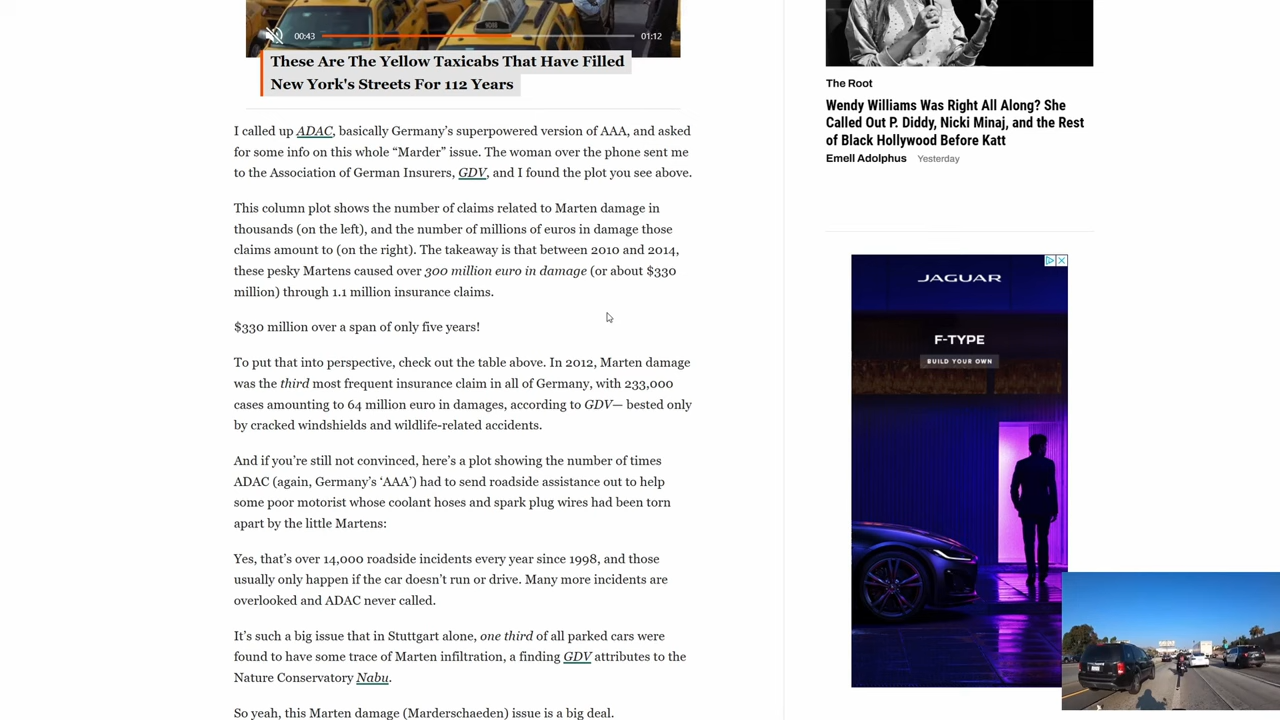 00:43
01:12
These Are The Yellow Taxicabs That Have Filled
New York's Streets For 112 Years
I called up ADAC, basically Germany's superpowered version of AAA, and asked
for some info on this whole “Marder” issue. The woman over the phone sent me
to the Association of German Insurers, GDV, and I found the plot you see above.
This column plot shows the number of claims related to Marten damage in
thousands (on the left), and the number of millions of euros in damage those
claims amount to (on the right). The takeaway is that between 2010 and 2014,
these pesky Martens caused over 300 million euro in damage (or about $330
million) through 1.1 million insurance claims.
$330 million over a span of only five years!
To put that into perspective, check out the table above. In 2012, Marten damage
was the third most frequent insurance claim in all of Germany, with 233,000
cases amounting to 64 million euro in damages, according to GDV— bested only
by cracked windshields and wildlife-related accidents.
And if you’re still not convinced, here’s a plot showing the number of times
ADAC (again, Germany’s ‘AAA’) had to send roadside assistance out to help
some poor motorist whose coolant hoses and spark plug wires had been torn
apart by the little Martens:
Yes, that’s over 14,000 roadside incidents every year since 1998, and those
usually only happen if the car doesn’t run or drive. Many more incidents are
overlooked and ADAC never called.
It’s such a big issue that in Stuttgart alone, one third of all parked cars were
found to have some trace of Marten infiltration, a finding GDV attributes to the
Nature Conservatory Nabu.
So yeah, this Marten damage (Marderschaeden) issue is a big deal.
The Root
Wendy Williams Was Right All Along? She
Called Out P. Diddy, Nicki Minaj, and the Rest
of Black Hollywood Before Katt
Emell Adolphus Yesterday
JAGUAR
F-TYPE
BUILD YOUR OWN